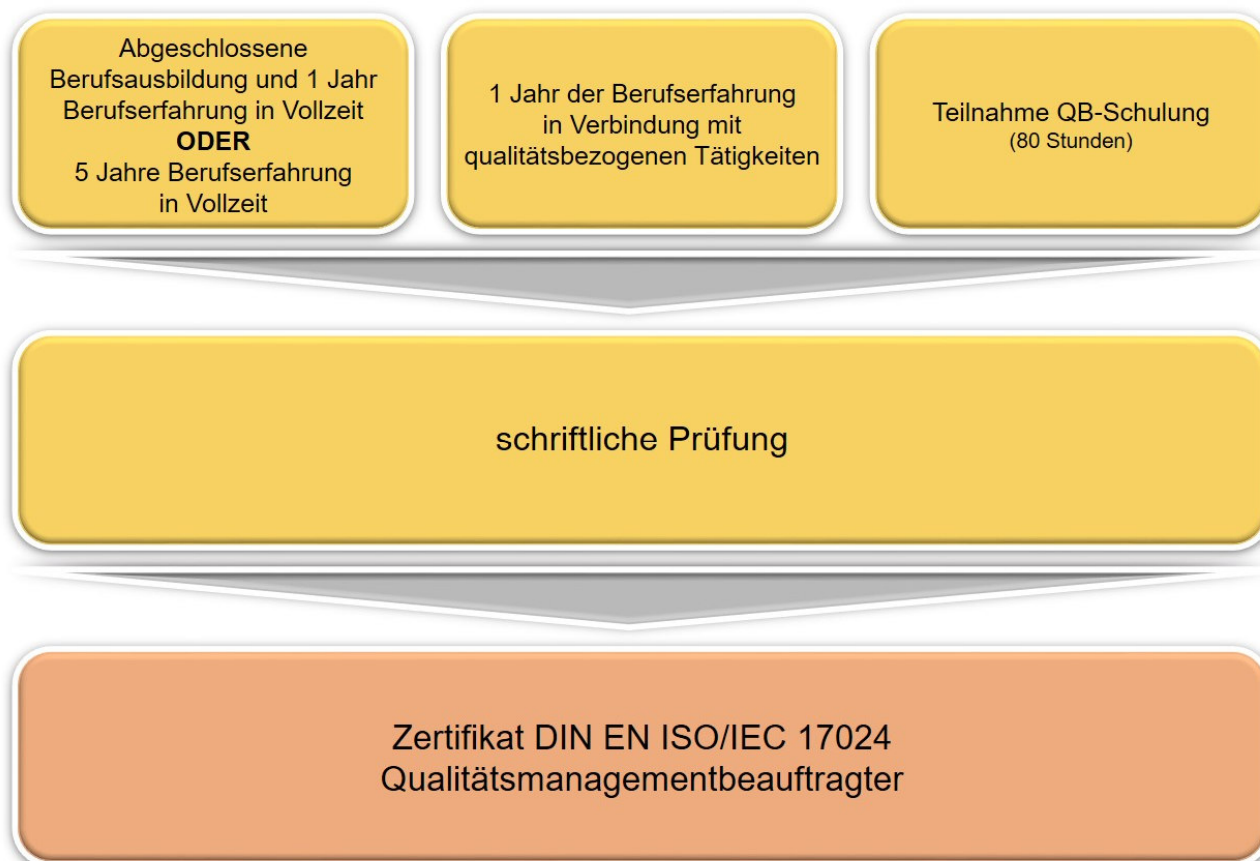 Abgeschlossene
Berufsausbildung und 1 Jahr
Berufserfahrung in Vollzeit
ODER
5 Jahre Berufserfahrung
in Vollzeit
1 Jahr der Berufserfahrung
in Verbindung mit
qualitätsbezogenen Tätigkeiten
Teilnahme QB-Schulung
(80 Stunden)
schriftliche Prüfung
Zertifikat DIN EN ISO/IEC 17024
Qualitätsmanagementbeauftragter